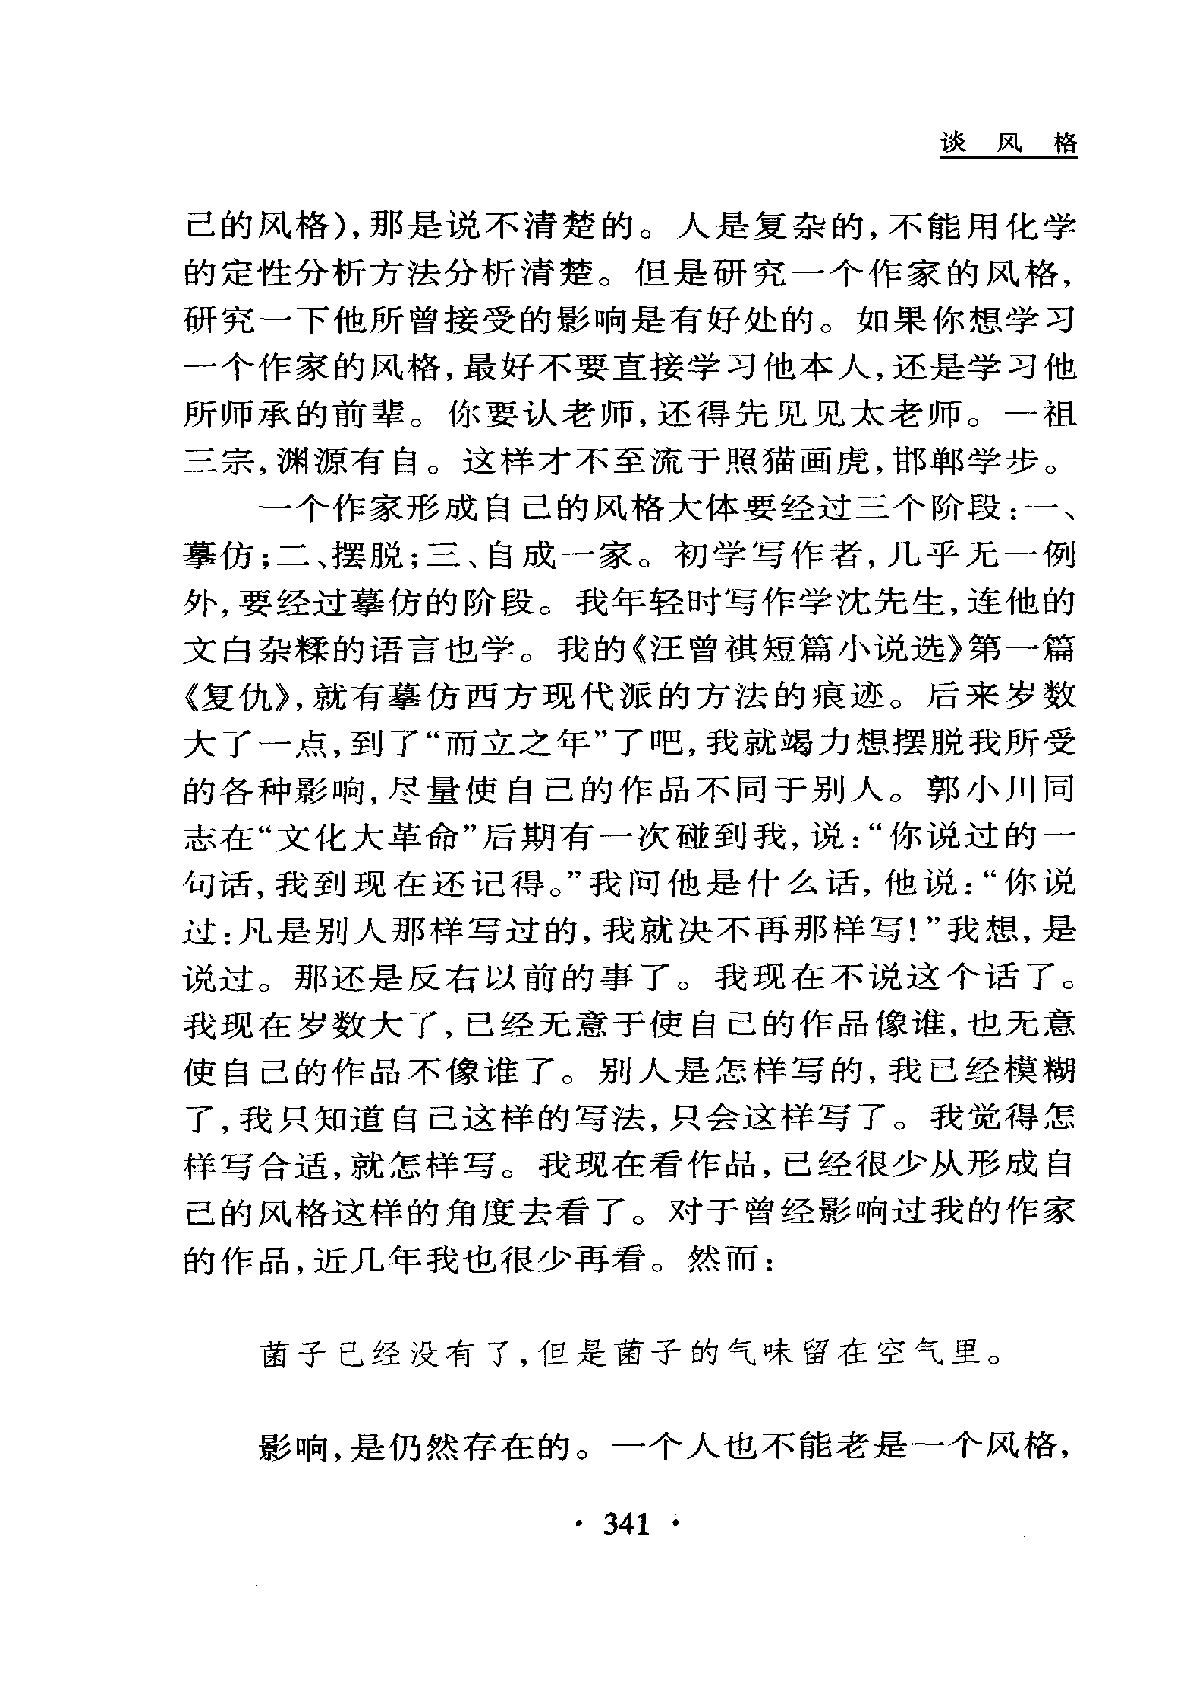 谈 风 格
己的风格),那是说不清楚的。人是复杂的,不能用化学
的定性分析方法分析清楚。但是研究一个作家的风格,
研究一下他所曾接受的影响是有好处的。如果你想学习
一个作家的风格,最好不要直接学习他本人,还是学习他
所师承的前辈。你要认老师,还得先见见太老师。一祖
三宗,渊源有自。这样才不至流于照猫画虎,邯郸学步。
一个作家形成自己的风格大体要经过三个阶段:一、
摹仿;二、摆脱;三、自成一家。初学写作者,几乎无一例
外,要经过摹仿的阶段。我年轻时写作学沈先生,连他的
文白杂糅的语言也学。我的《汪曾祺短篇小说选》第一篇
《复仇》,就有摹仿西方现代派的方法的痕迹。后来岁数
大了一点,到了“而立之年”了吧,我就竭力想摆脱我所受
的各种影响,尽量使自己的作品不同于别人。郭小川同
志在“文化大革命”后期有一次碰到我,说:“你说过的一
句话,我到现在还记得。”我问他是什么话,他说:“你说
过:凡是别人那样写过的,我就决不再那样写!”我想,是
说过。那还是反右以前的事了。我现在不说这个话了。
我现在岁数大了,已经无意于使自己的作品像谁,也无意
使自己的作品不像谁了。别人是怎样写的,我已经模糊
了,我只知道自己这样的写法,只会这样写了。我觉得怎
样写合适,就怎样写。我现在看作品,已经很少从形成自
己的风格这样的角度去看了。对于曾经影响过我的作家
的作品,近几年我也很少再看。然而:
菌子已经没有了,但是菌子的气味留在空气里。
影响,是仍然存在的。一个人也不能老是一个风格,
· 341 ·